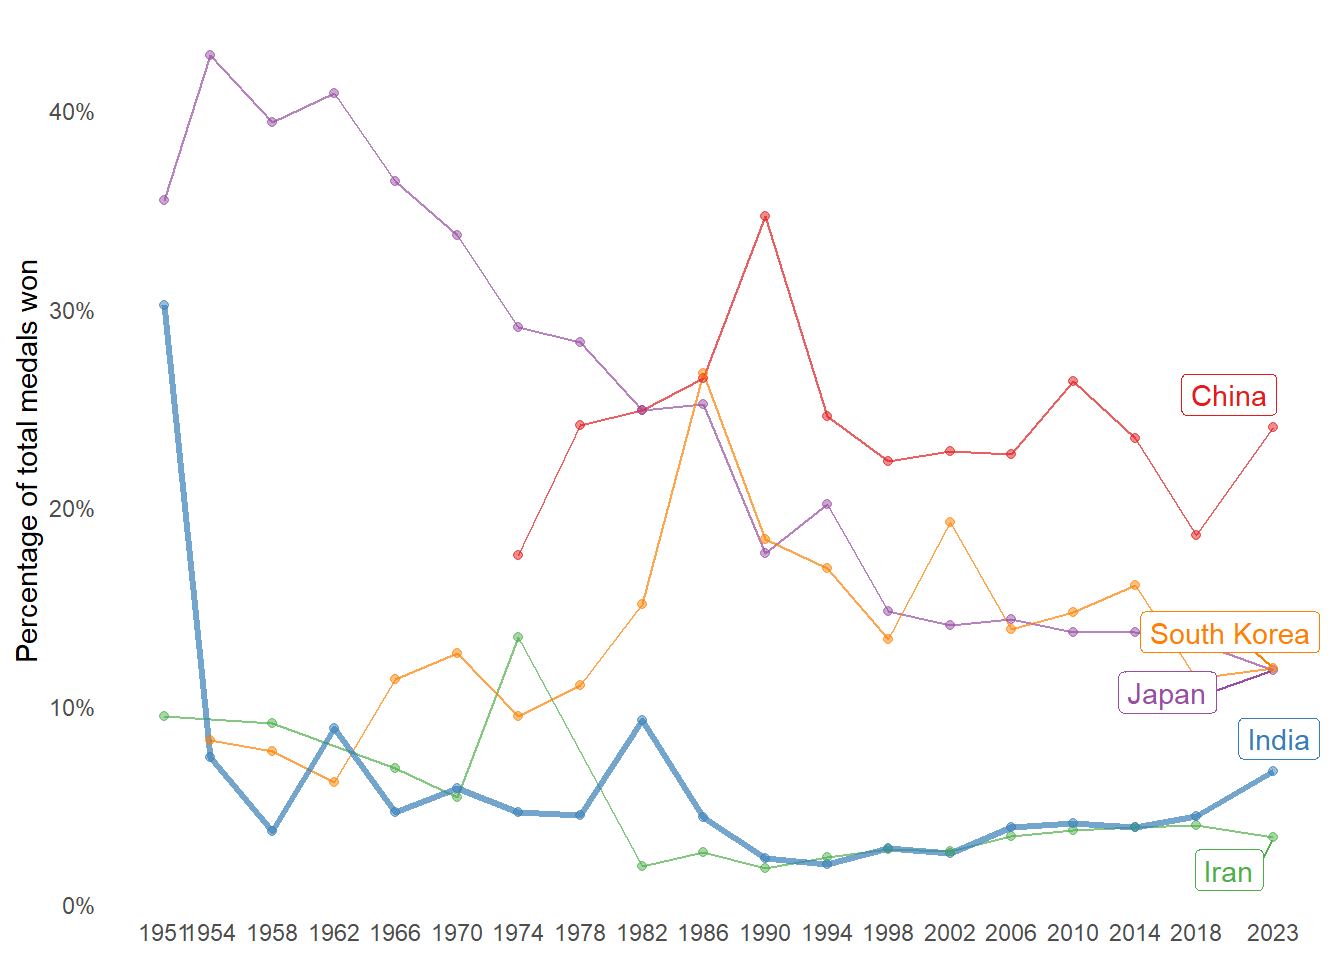 40%
30%
20%
10%
0%
Percentage of total medals won
China
South Korea
Japan
India
Iran
1951 1954 1958 1962 1966 1970 1974 1978 1982 1986 1990 1994 1998 2002 2006 2010 2014 2018 2023